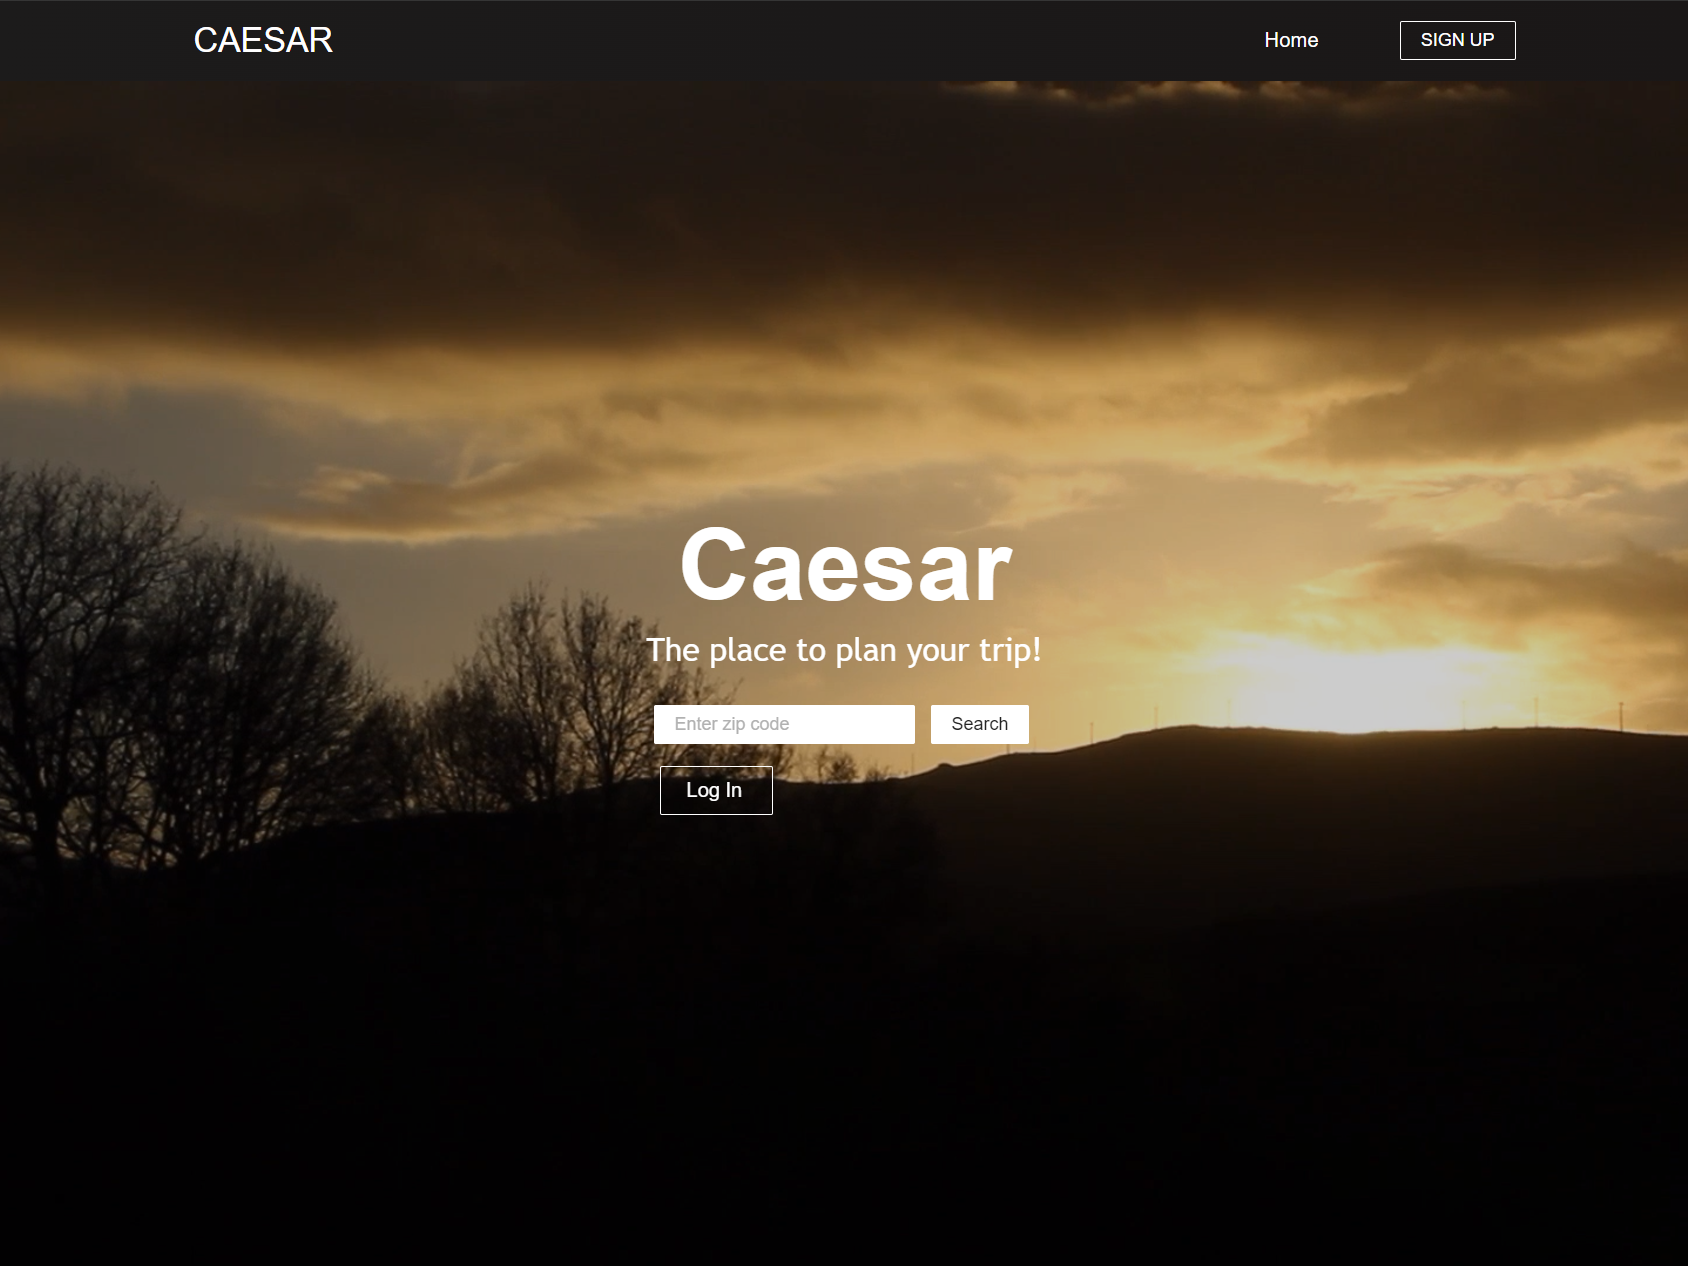 CAESAR
Home
SIGN UP
Caesar
The place to plan your trip!
Enter zip code
Search
Log In